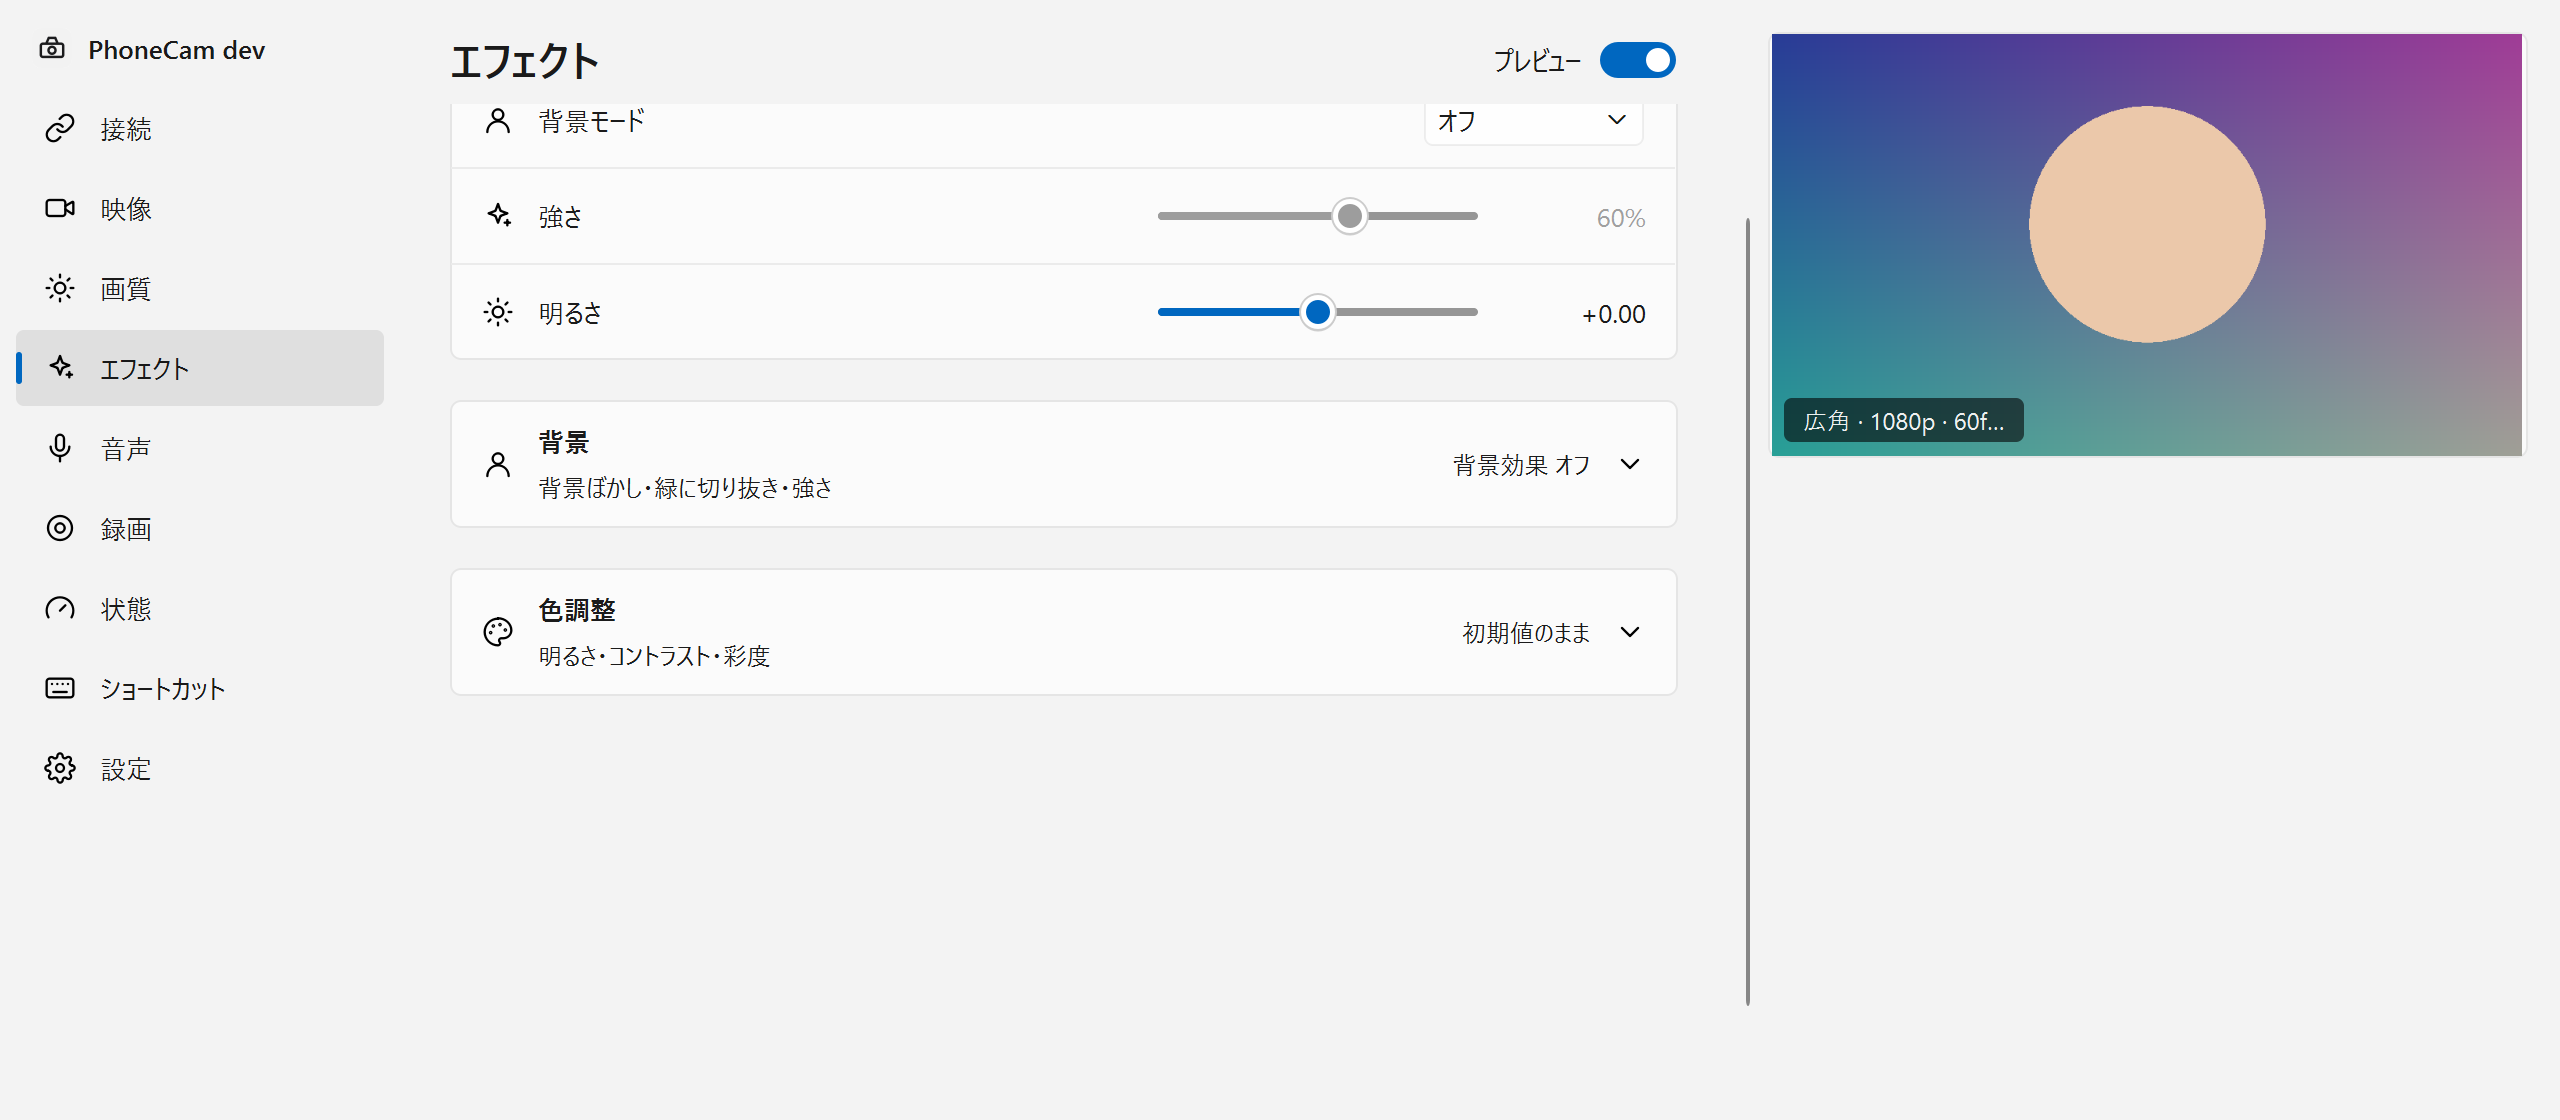 PhoneCam dev
接続
映像
画質
エフェクト
音声
録画
状態
ショートカット
設定
エフェクト
プレビュー
背景モード
オフ
強さ
60%
明るさ
+0.00
背景
背景ぼかし・緑に切り抜き・強さ
背景効果 オフ
色調整
明るさ・コントラスト・彩度
初期値のまま
広角 · 1080p · 60f...